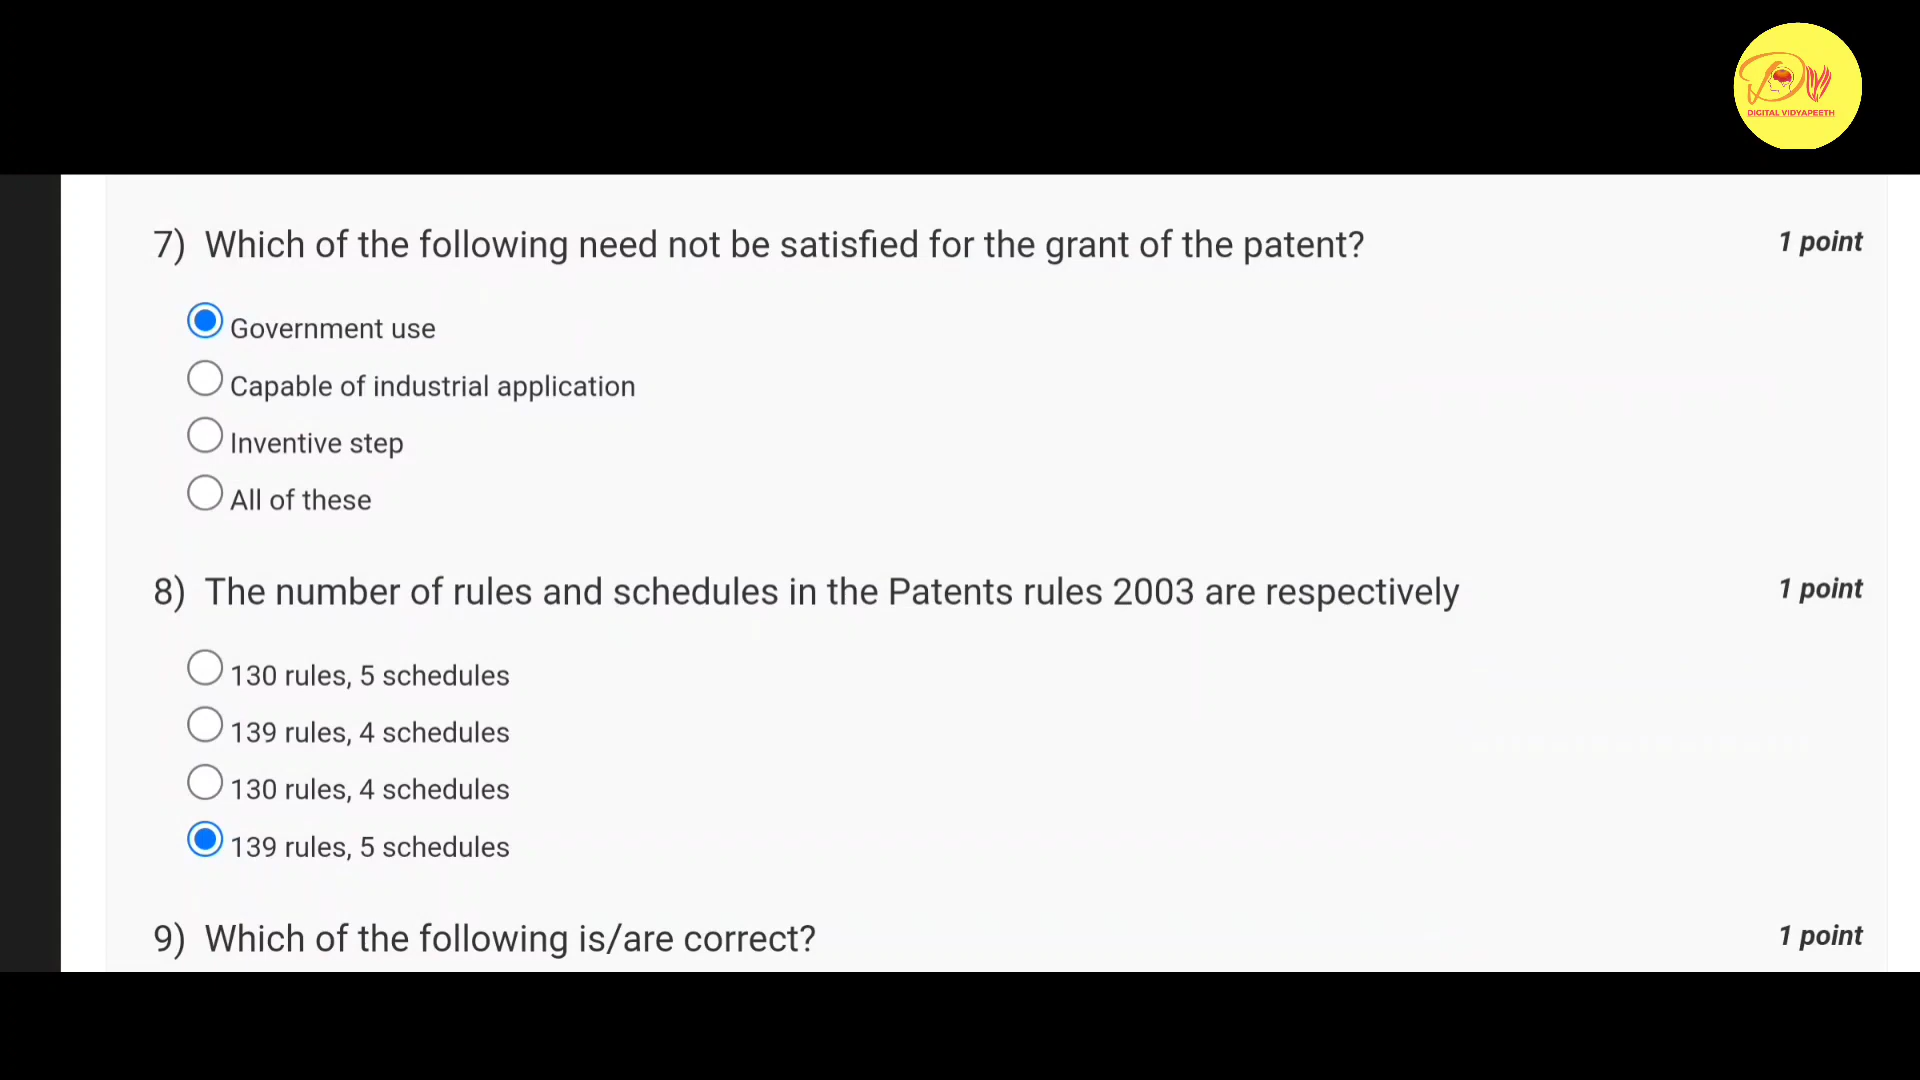 DIGITAL VIDYAPEETH
7) Which of the following need not be satisfied for the grant of the patent?
1 point
Government use
Capable of industrial application
Inventive step
All of these
8) The number of rules and schedules in the Patents rules 2003 are respectively
1 point
130 rules, 5 schedules
139 rules, 4 schedules
130 rules, 4 schedules
139 rules, 5 schedules
9) Which of the following is/are correct?
1 point